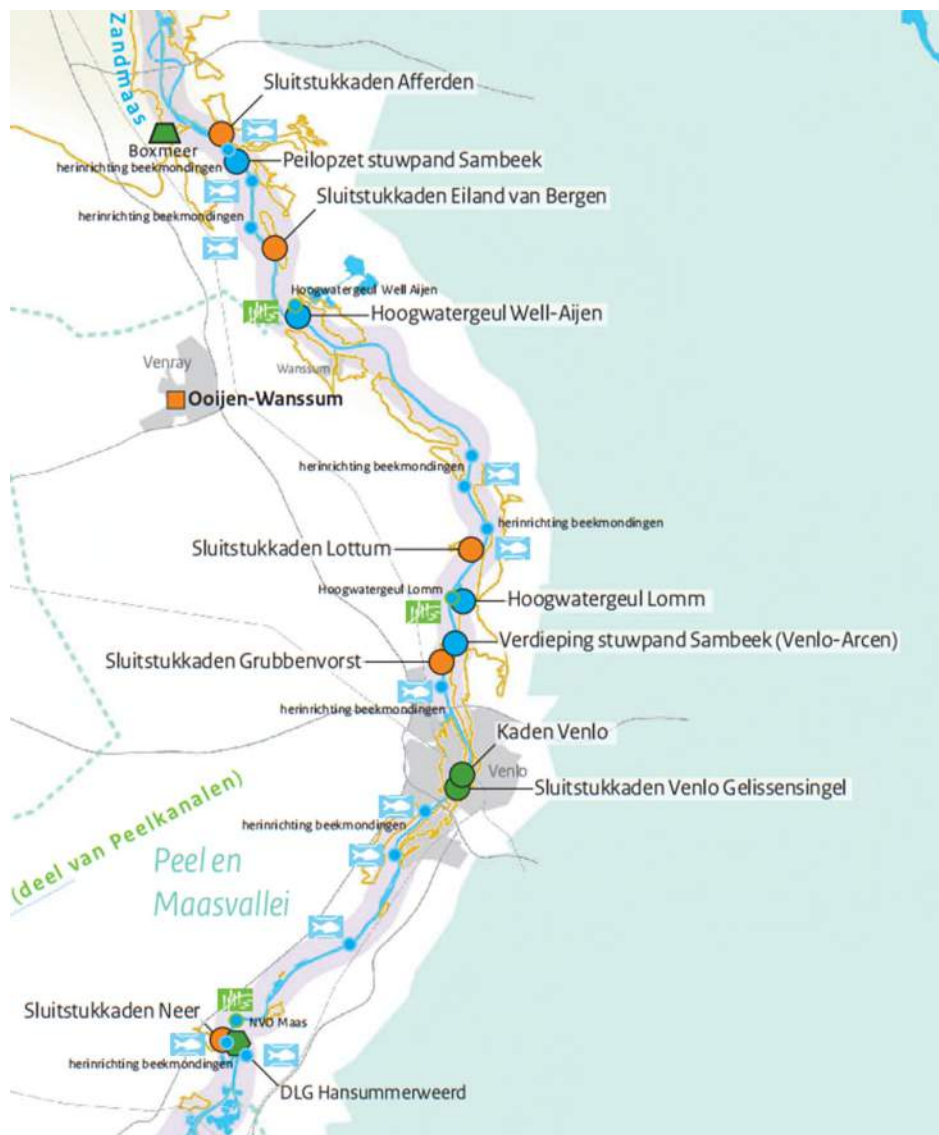 Zandmaas
Sluitstukkaden Afferden
Boxmeer
Peilopzet stuwpand Sambeek
herinrichting beekmondingen
Sluitstukkaden Eiland van Bergen
herinrichting beekmondingen
Hoogwatergeul Well Aijen
Hoogwatergeul Well-Aijen
Venray
Wanssum
Ooijen-Wanssum
herinrichting beekmondingen
herinrichting beekmondingen
Sluitstukkaden Lottum
Hoogwatergeul Lomm
Hoogwatergeul Lomm
Verdieping stuwpand Sambeek (Venlo-Arcen)
Sluitstukkaden Grubbenvorst
herinrichting beekmondingen
Kaden Venlo
Venlo
Sluitstukkaden Venlo Gelissensingel
(deel van Peelkanalen)
herinrichting beekmondingen
Peel en
Maasvallei
Sluitstukkaden Neer
NVO Maas
herinrichting beekmondingen
DLG Hansummerweerd